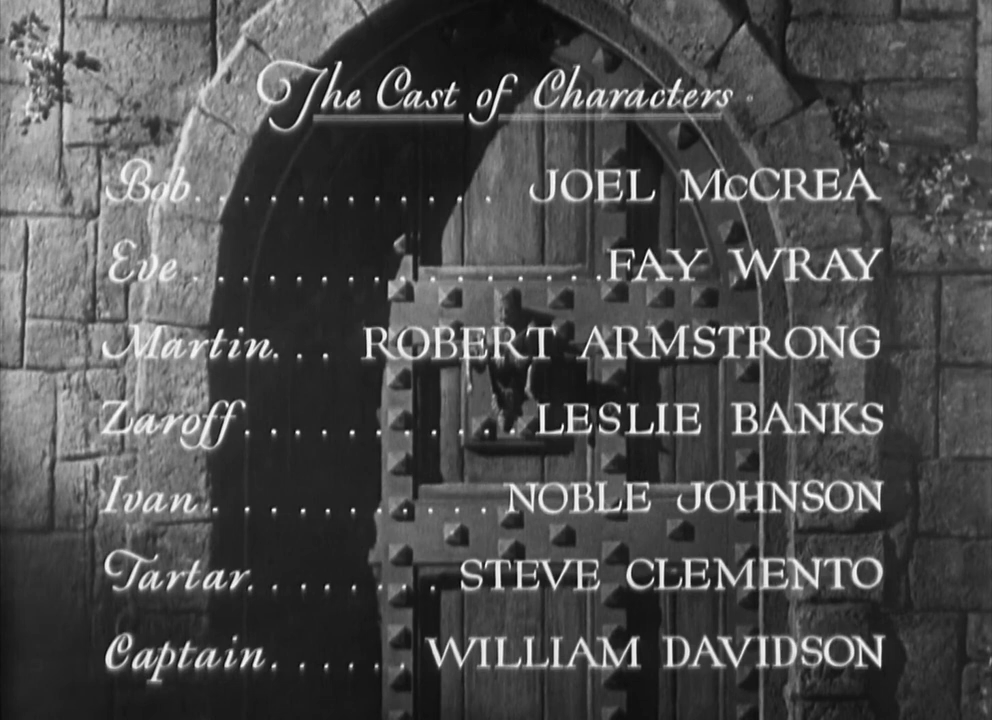 The Cast of Characters
Bob............ JOEL McCREA
Eve.............FAY WRAY
Martin... ROBERT ARMSTRONG
Zaroff...........LESLIE BANKS
Ivan........... NOBLE JOHNSON
Tartar....... STEVE CLEMENTO
Captain...... WILLIAM DAVIDSON